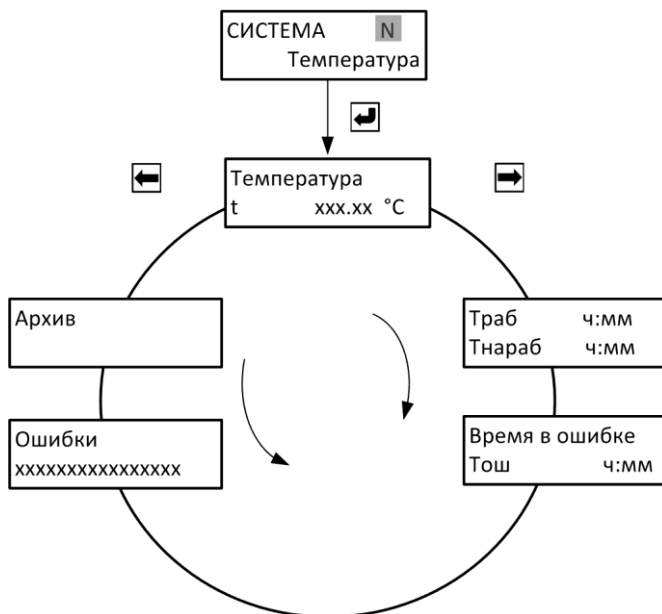 СИСТЕМА N
Температура
Температура
t xxx.xx °C
Архив
Траб ч:мм
Тнараб ч:мм
Ошибки
xxxxxxxxxxxxxxxx
Время в ошибке
Тош ч:мм